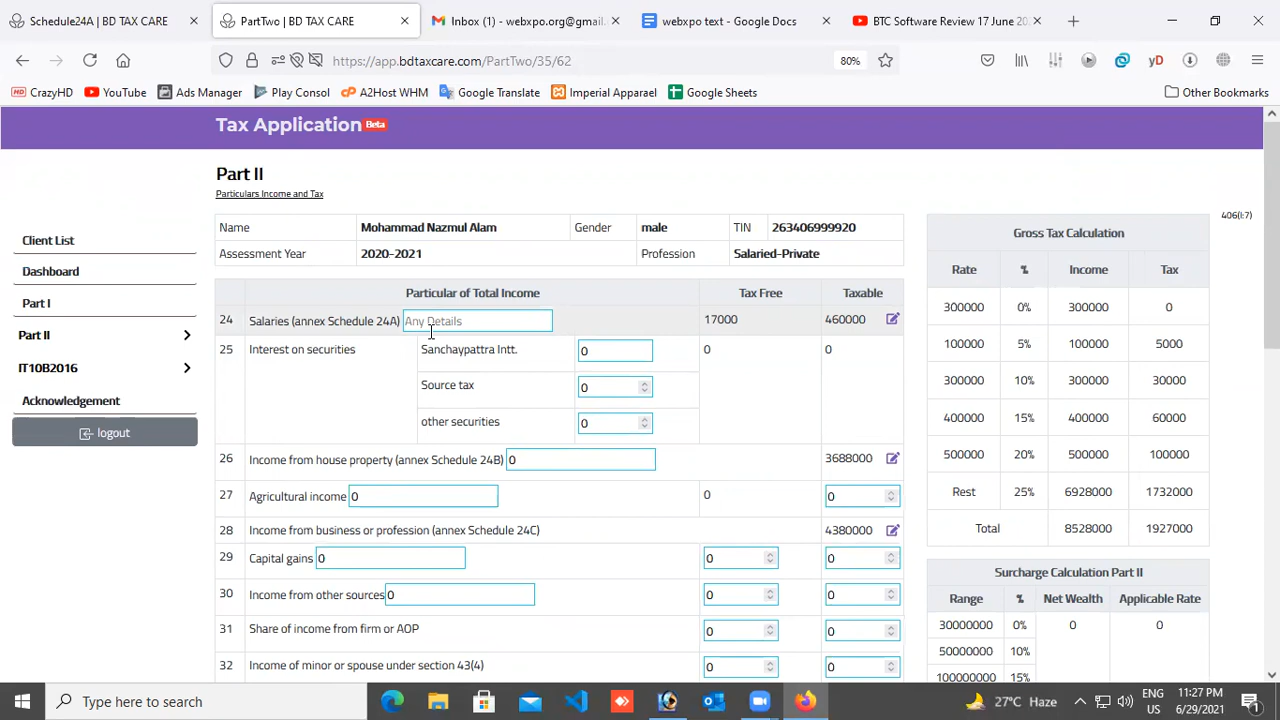 Schedule24A | BD TAX CARE
PartTwo | BD TAX CARE
Inbox (1) - webxpo.org@gmail.
webxpo text - Google Docs
BTC Software Review 17 June 202
https://app.bdtaxcare.com/PartTwo/35/62
80%
yD
HD CrazyHD
YouTube
Ads Manager
Play Consol
A2Host WHM
Google Translate
Imperial Apparael
Google Sheets
Other Bookmarks
Tax Application Beta
Part II
Particulars Income and Tax
406(I:7)
Name Mohammad Nazmul Alam Gender male TIN 263406999920
Assessment Year 2020-2021 Profession Salaried-Private
Client List
Dashboard
Part I
Part II
IT10B2016
Acknowledgement
logout
Particular of Total Income Tax Free Taxable
24 Salaries (annex Schedule 24A) Any Details 17000 460000
25 Interest on securities Sanchaypattra Intt. 0 0 0
Source tax 0
other securities 0
26 Income from house property (annex Schedule 24B) 0 3688000
27 Agricultural income 0 0 0
28 Income from business or profession (annex Schedule 24C) 4380000
29 Capital gains 0 0 0
30 Income from other sources 0 0 0
31 Share of income from firm or AOP 0 0
32 Income of minor or spouse under section 43(4) 0 0
Gross Tax Calculation
Rate % Income Tax
300000 0% 300000 0
100000 5% 100000 5000
300000 10% 300000 30000
400000 15% 400000 60000
500000 20% 500000 100000
Rest 25% 6928000 1732000
Total 8528000 1927000
Surcharge Calculation Part II
Range % Net Wealth Applicable Rate
30000000 0% 0 0
50000000 10%
100000000 15%
Type here to search
27°C Haze
ENG
US
11:27 PM
6/29/2021
1